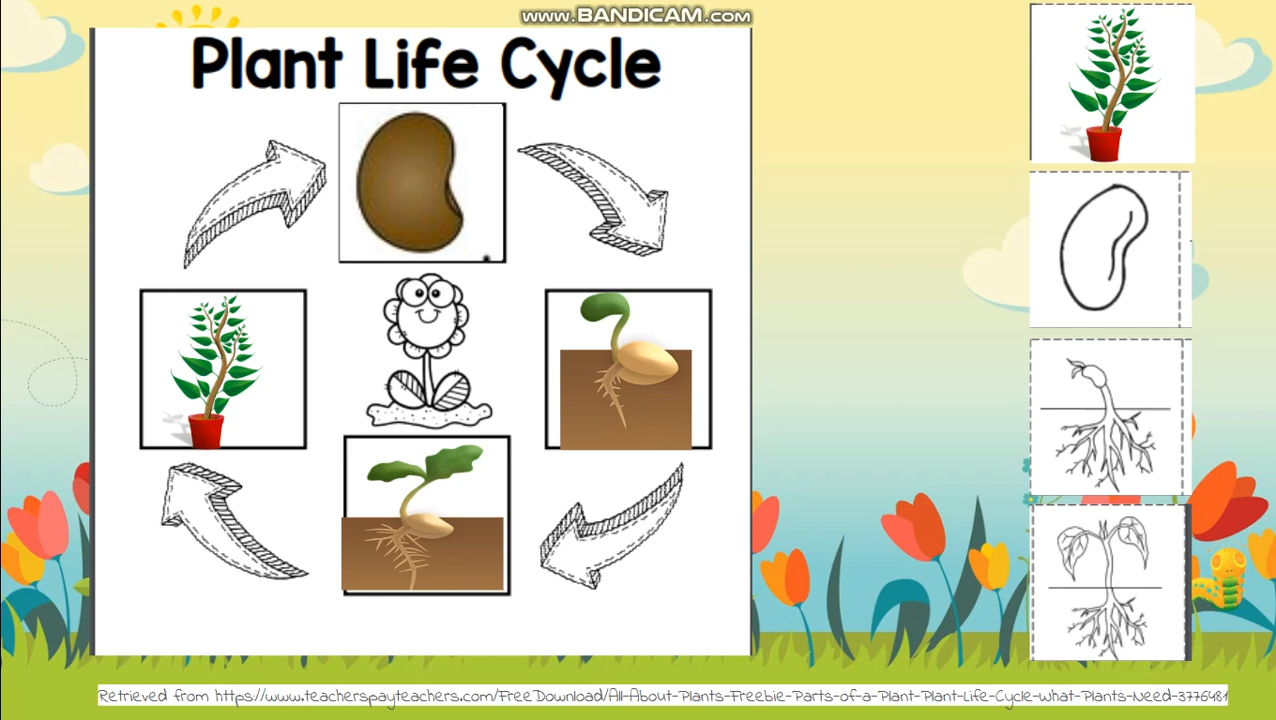 www.BANDICAM.com
Plant Life Cycle
Retrieved from https://www.teacherspayteachers.com/FreeDownload/All-About-Plants-Freebie-Parts-of-a-Plant-Plant-Life-Cycle-What-Plants-Need-3776481